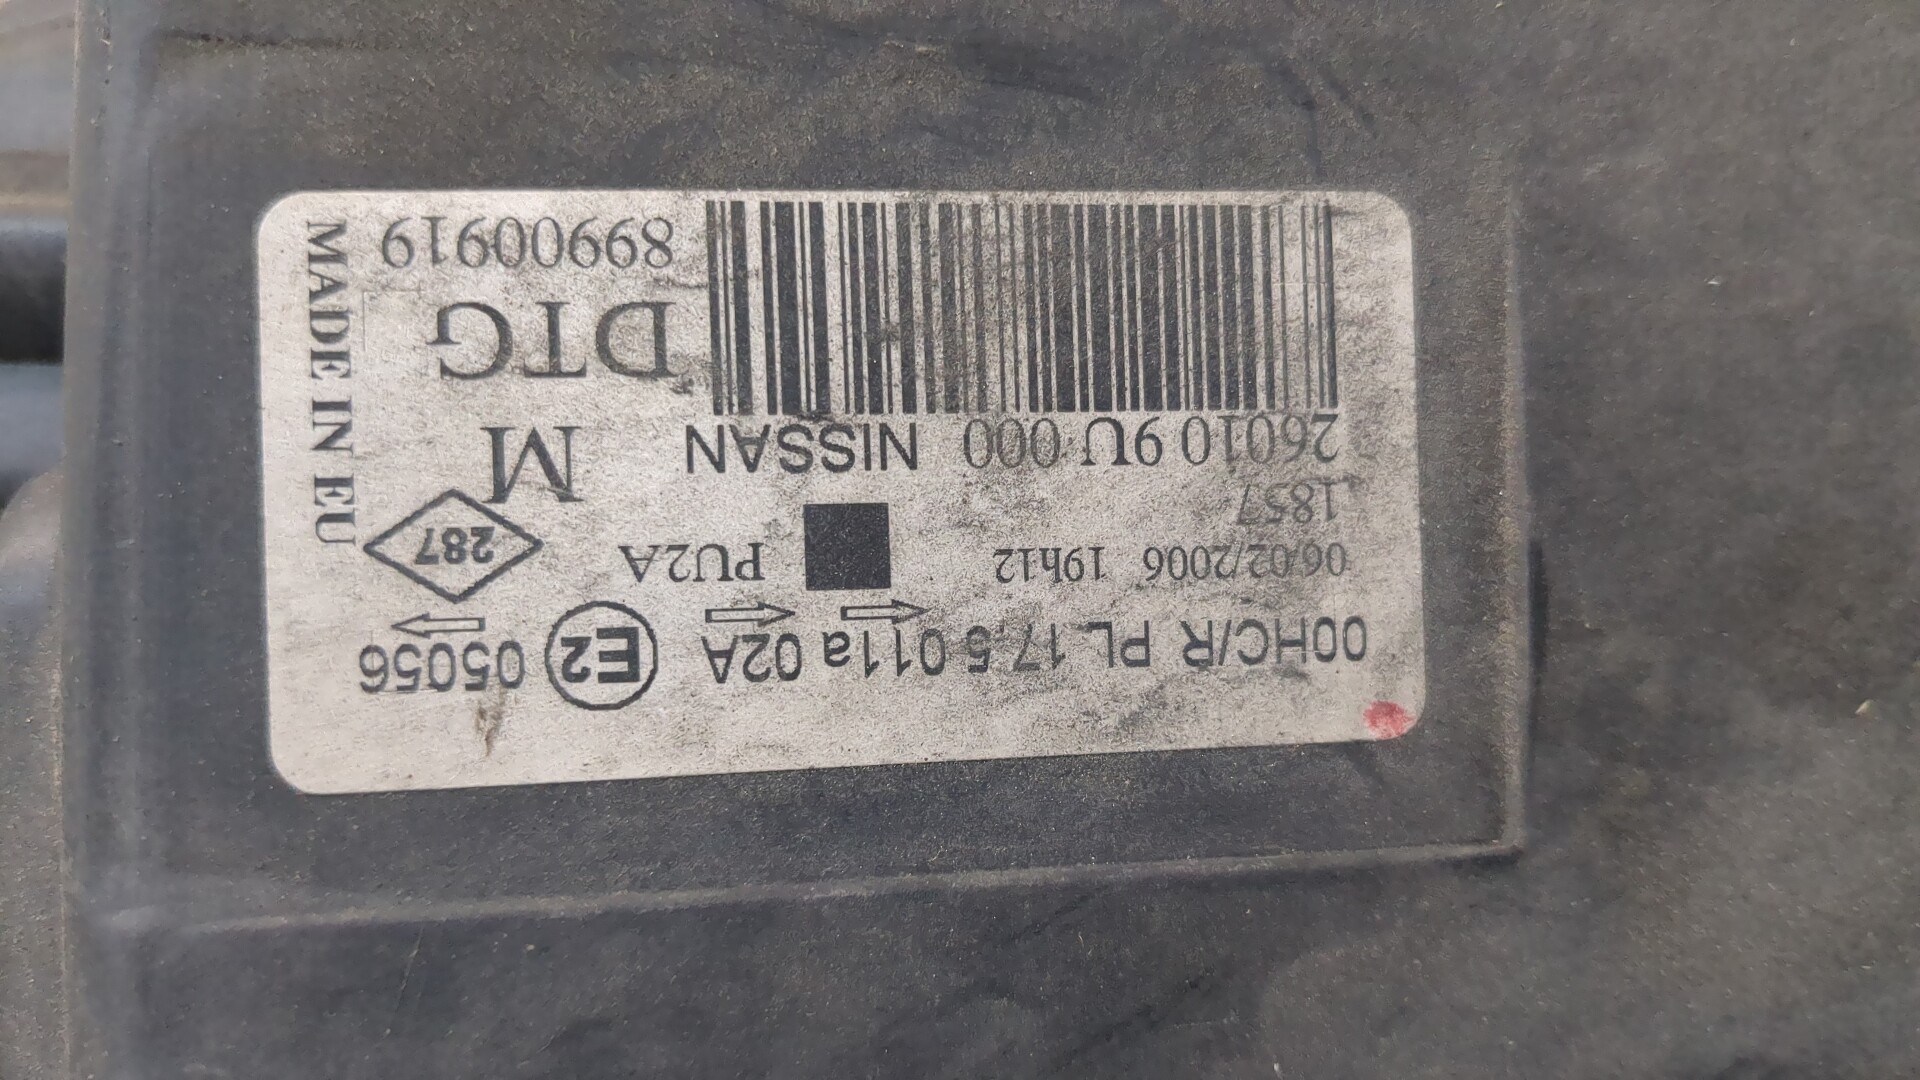 00HC/R PL 17,5 011a 02A E2 05056
06/02/2006 19h12 PU2A 287
1857
26010 9U 000 NISSAN M
DTG
89900919
MADE IN EU